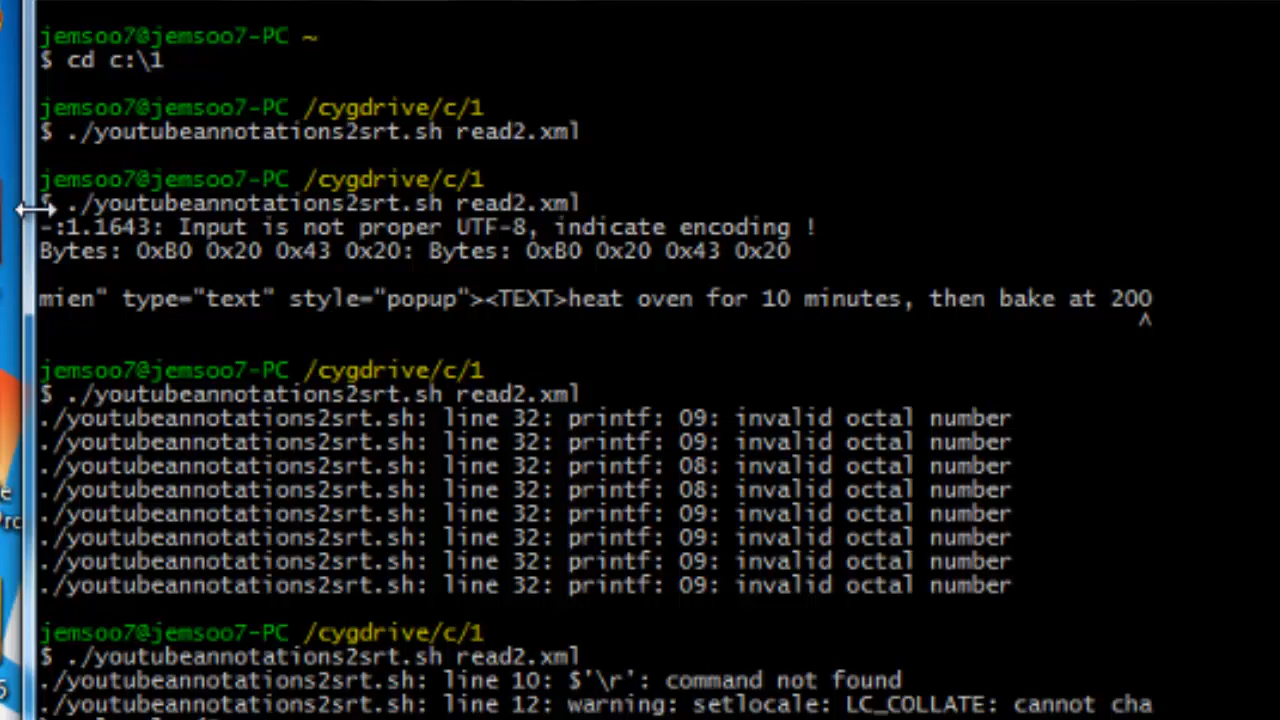 jemsoo7@jemsoo7-PC ~
$ cd c:\1
jemsoo7@jemsoo7-PC /cygdrive/c/1
$ ./youtubeannotations2srt.sh read2.xml
jemsoo7@jemsoo7-PC /cygdrive/c/1
$ ./youtubeannotations2srt.sh read2.xml
-:1.1643: Input is not proper UTF-8, indicate encoding !
Bytes: 0xB0 0x20 0x43 0x20: Bytes: 0xB0 0x20 0x43 0x20
mien" type="text" style="popup"><TEXT>heat oven for 10 minutes, then bake at 200
^
jemsoo7@jemsoo7-PC /cygdrive/c/1
$ ./youtubeannotations2srt.sh read2.xml
./youtubeannotations2srt.sh: line 32: printf: 09: invalid octal number
./youtubeannotations2srt.sh: line 32: printf: 09: invalid octal number
./youtubeannotations2srt.sh: line 32: printf: 08: invalid octal number
./youtubeannotations2srt.sh: line 32: printf: 08: invalid octal number
./youtubeannotations2srt.sh: line 32: printf: 09: invalid octal number
./youtubeannotations2srt.sh: line 32: printf: 09: invalid octal number
./youtubeannotations2srt.sh: line 32: printf: 09: invalid octal number
./youtubeannotations2srt.sh: line 32: printf: 09: invalid octal number
jemsoo7@jemsoo7-PC /cygdrive/c/1
$ ./youtubeannotations2srt.sh read2.xml
./youtubeannotations2srt.sh: line 10: $'\r': command not found
./youtubeannotations2srt.sh: line 12: warning: setlocale: LC_COLLATE: cannot cha